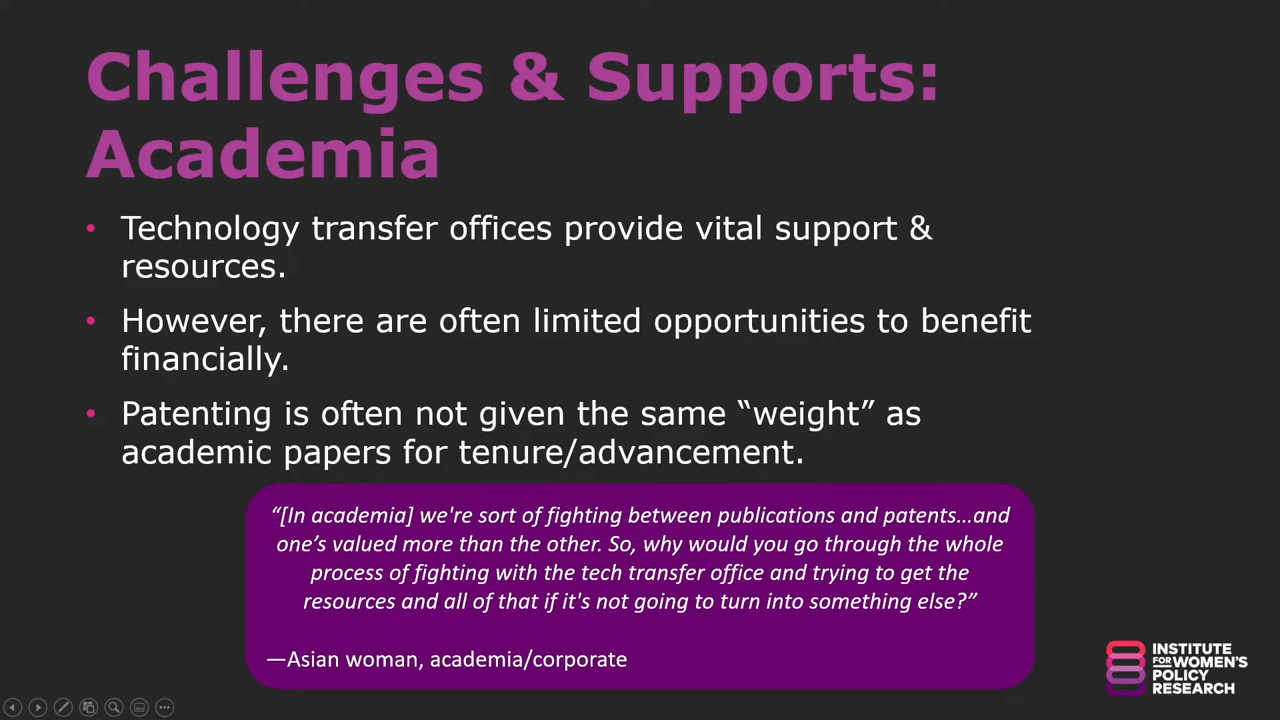 Challenges & Supports:
Academia
• Technology transfer offices provide vital support &
resources.
• However, there are often limited opportunities to benefit
financially.
• Patenting is often not given the same “weight” as
academic papers for tenure/advancement.
“[In academia] we're sort of fighting between publications and patents…and
one’s valued more than the other. So, why would you go through the whole
process of fighting with the tech transfer office and trying to get the
resources and all of that if it's not going to turn into something else?”
—Asian woman, academia/corporate
INSTITUTE
FOR WOMEN'S
POLICY
RESEARCH